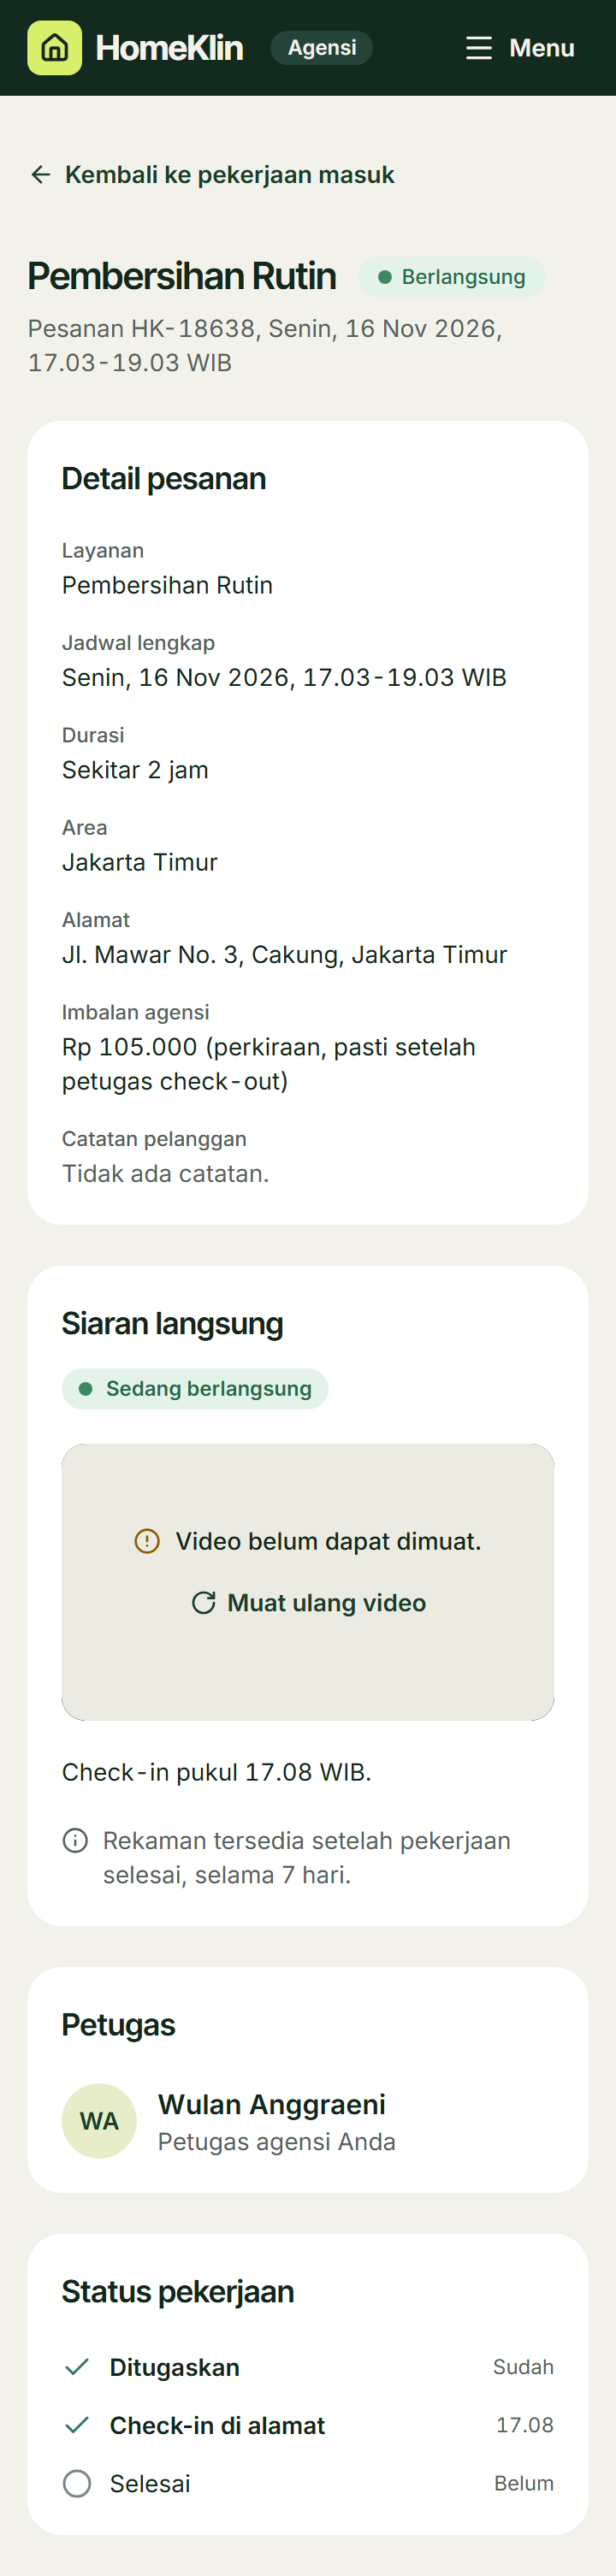 HomeKlin
Agensi
Menu
Kembali ke pekerjaan masuk
Pembersihan Rutin
Berlangsung
Pesanan HK-18638, Senin, 16 Nov 2026,
17.03-19.03 WIB
Detail pesanan
Layanan
Pembersihan Rutin
Jadwal lengkap
Senin, 16 Nov 2026, 17.03-19.03 WIB
Durasi
Sekitar 2 jam
Area
Jakarta Timur
Alamat
Jl. Mawar No. 3, Cakung, Jakarta Timur
Imbalan agensi
Rp 105.000 (perkiraan, pasti setelah
petugas check-out)
Catatan pelanggan
Tidak ada catatan.
Siaran langsung
Sedang berlangsung
Video belum dapat dimuat.
Muat ulang video
Check-in pukul 17.08 WIB.
Rekaman tersedia setelah pekerjaan
selesai, selama 7 hari.
Petugas
WA
Wulan Anggraeni
Petugas agensi Anda
Status pekerjaan
Ditugaskan
Sudah
Check-in di alamat
17.08
Selesai
Belum